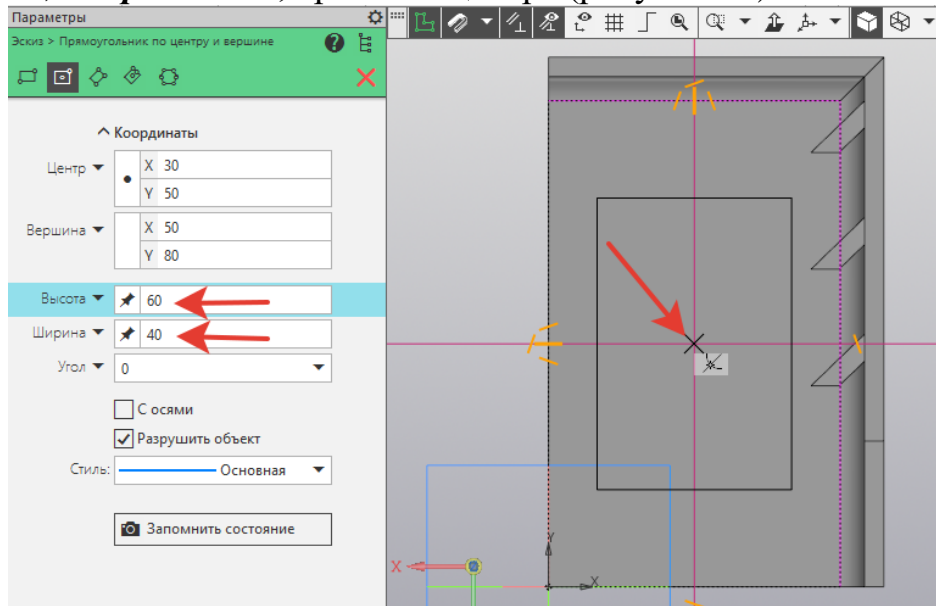 Параметры
Эскиз > Прямоугольник по центру и вершине
Координаты
Центр X 30
Y 50
Вершина X 50
Y 80
Высота 60
Ширина 40
Угол 0
С осями
Разрушить объект
Стиль: Основная
Запомнить состояние
Y
X X